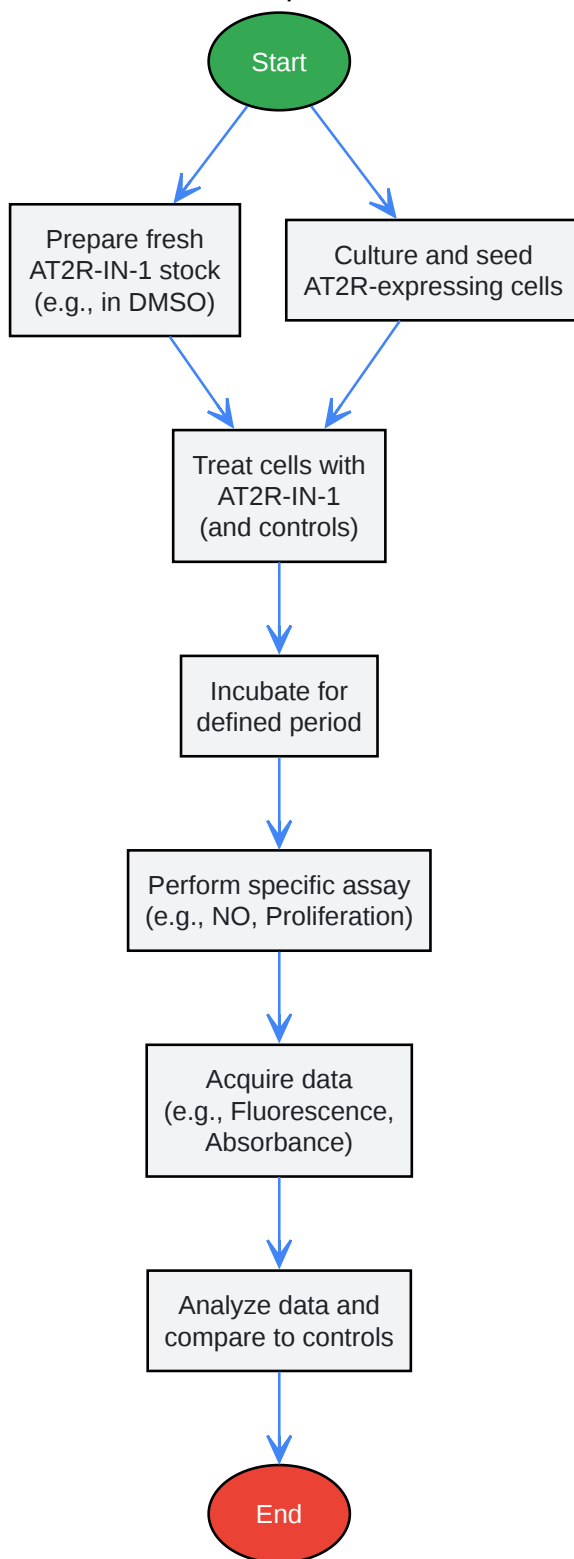 Start
Prepare fresh
AT2R-IN-1 stock
(e.g., in DMSO)
Culture and seed
AT2R-expressing cells
Treat cells with
AT2R-IN-1
(and controls)
Incubate for
defined period
Perform specific assay
(e.g., NO, Proliferation)
Acquire data
(e.g., Fluorescence,
Absorbance)
Analyze data and
compare to controls
End